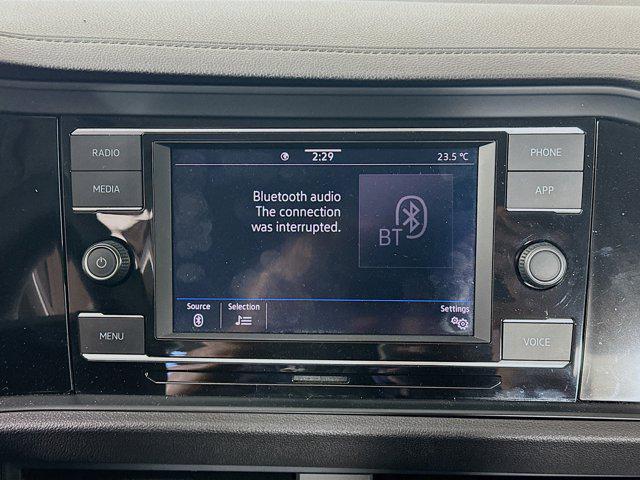 RADIO
MEDIA
MENU
2:29
23.5 °C
Bluetooth audio
The connection
was interrupted.
BT
Source
Selection
Settings
PHONE
APP
VOICE